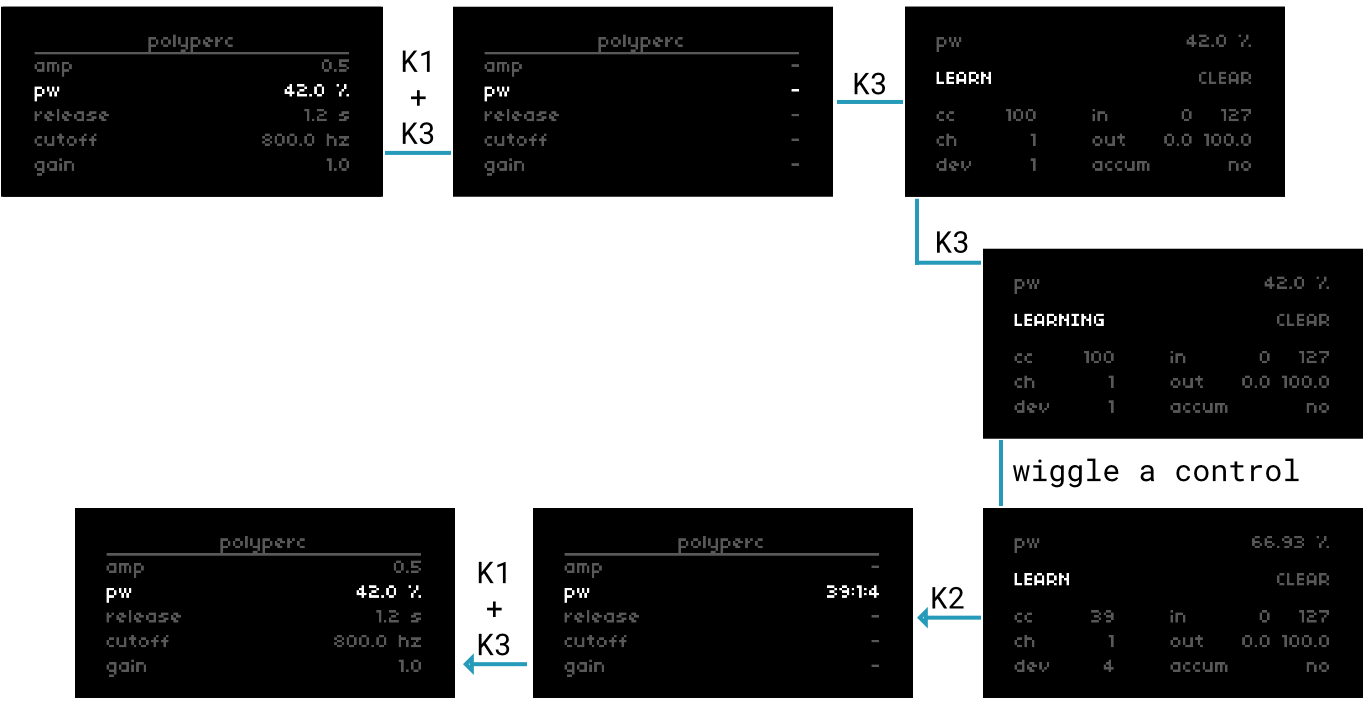 polyperc
amp 0.5
pw 42.0 %
release 1.2 s
cutoff 800.0 hz
gain 1.0
K1
+
K3
polyperc
amp -
pw -
release -
cutoff -
gain -
K3
pw 42.0 %
LEARN CLEAR
cc 100 in 0 127
ch 1 out 0.0 100.0
dev 1 accum no
K3
pw 42.0 %
LEARNING CLEAR
cc 100 in 0 127
ch 1 out 0.0 100.0
dev 1 accum no
wiggle a control
pw 66.93 %
LEARN CLEAR
cc 39 in 0 127
ch 1 out 0.0 100.0
dev 4 accum no
K2
polyperc
amp -
pw 39:1:4
release -
cutoff -
gain -
K1
+
K3
polyperc
amp 0.5
pw 42.0 %
release 1.2 s
cutoff 800.0 hz
gain 1.0